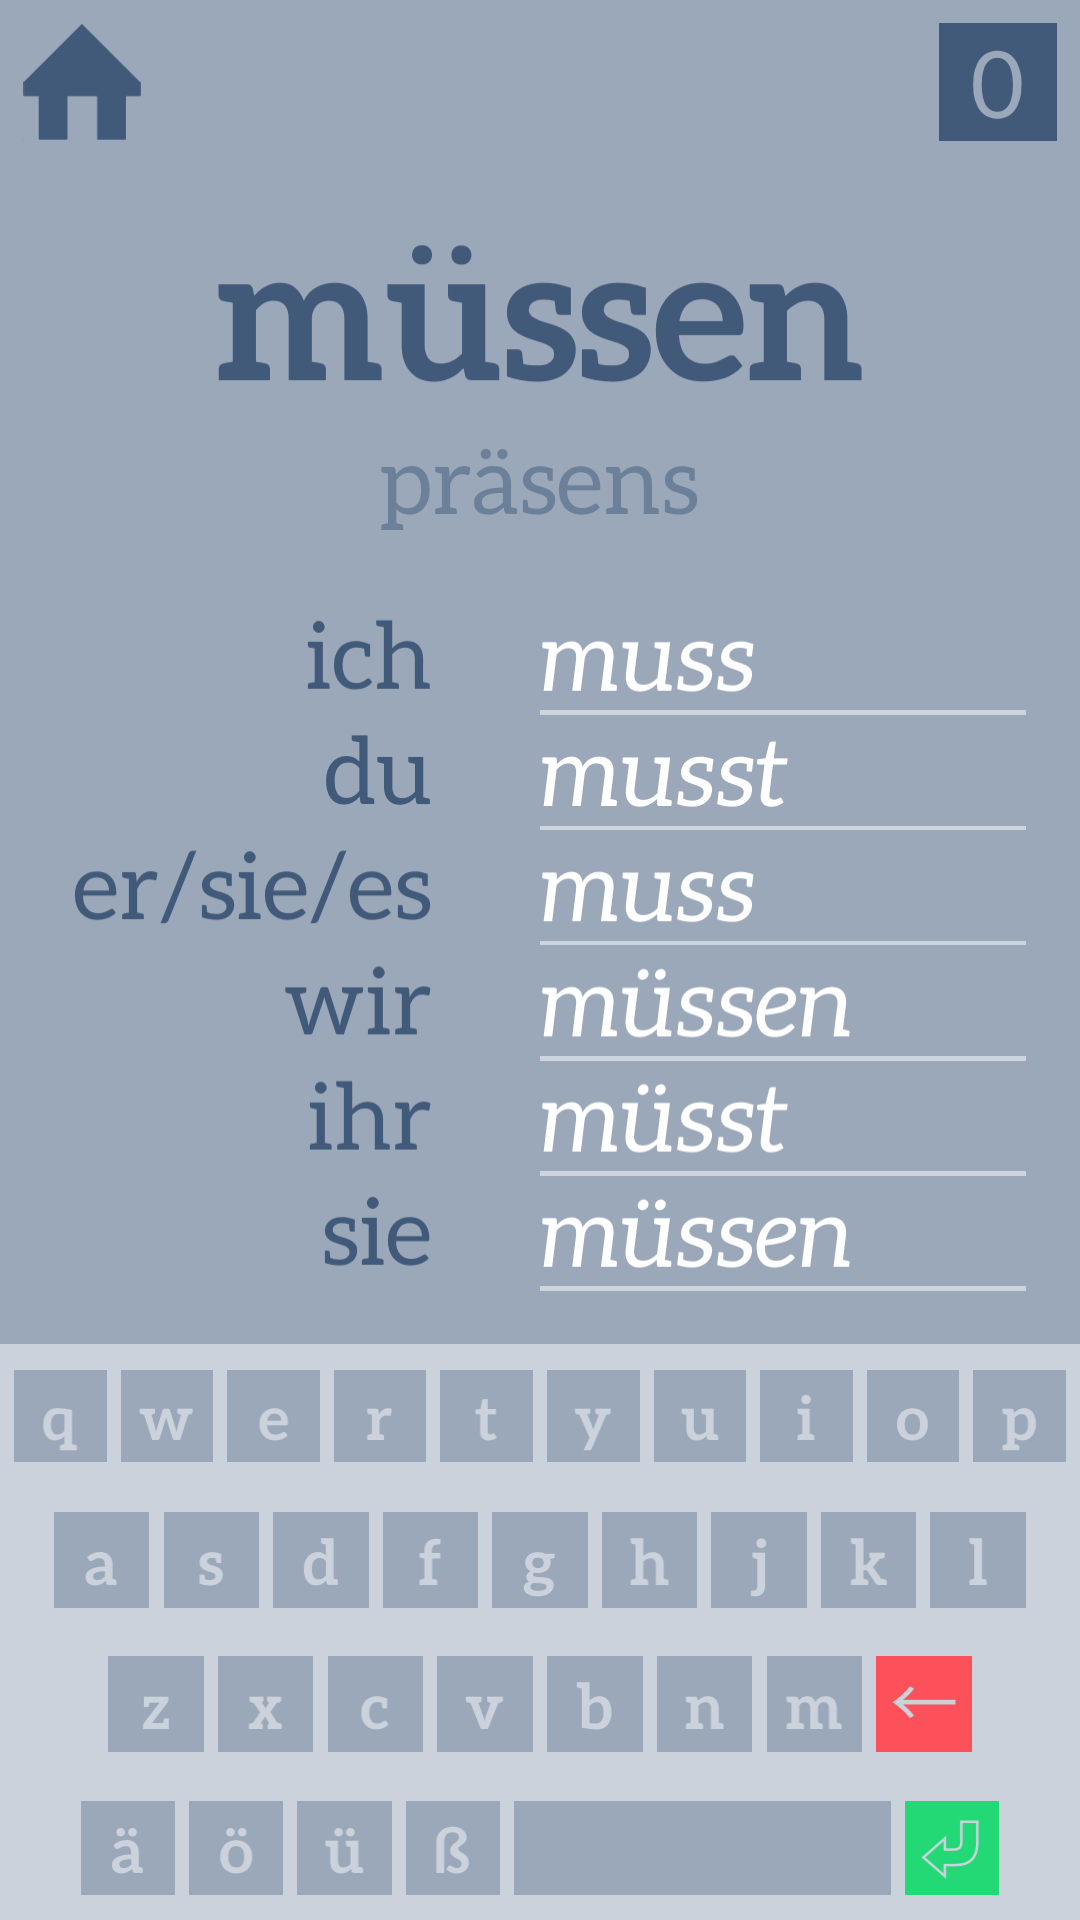 0
müssen
präsens
ich muss
du musst
er/sie/es muss
wir müssen
ihr müsst
sie müssen
q w e r t y u i o p
a s d f g h j k l
z x c v b n m ←
ä ö ü ß